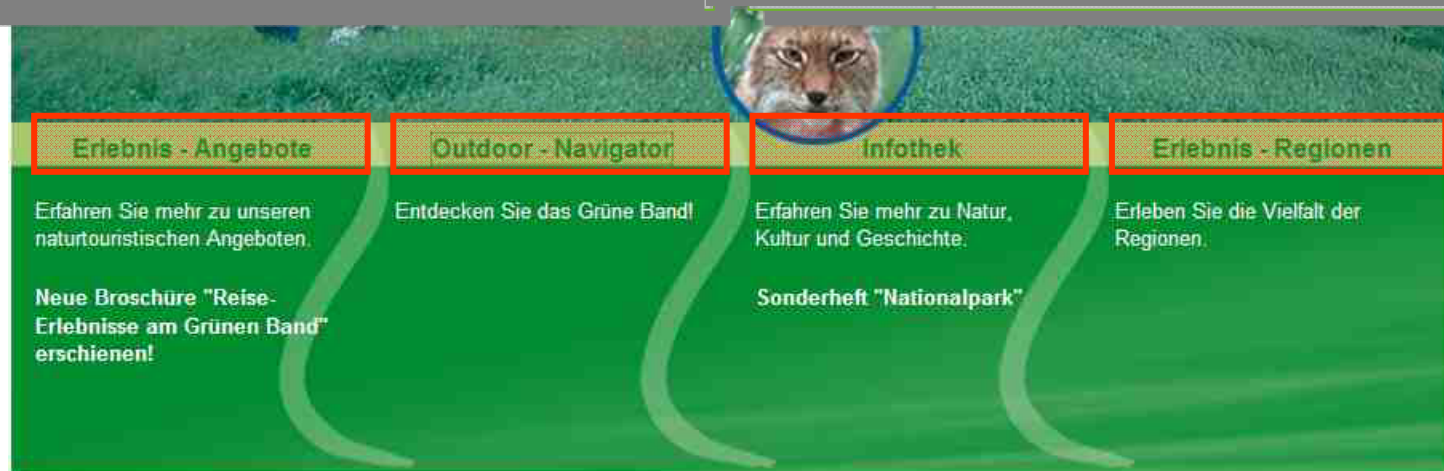 Erlebnis - Angebote
Outdoor - Navigator
Infothek
Erlebnis - Regionen
Erfahren Sie mehr zu unseren
naturtouristischen Angeboten.
Neue Broschüre "Reise-
Erlebnisse am Grünen Band"
erschienen!
Entdecken Sie das Grüne Band!
Erfahren Sie mehr zu Natur,
Kultur und Geschichte.
Sonderheft "Nationalpark"
Erleben Sie die Vielfalt der
Regionen.